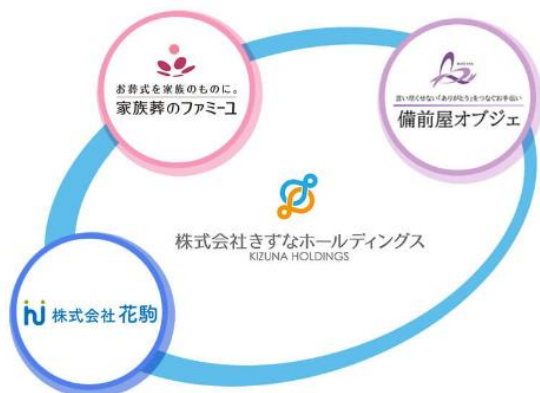 お葬式を家族のものに。
家族葬のファミーユ
言い尽くせない「ありがとう」をつなぐお手伝い
備前屋オブジェ
株式会社きずなホールディングス
KIZUNA HOLDINGS
株式会社花駒